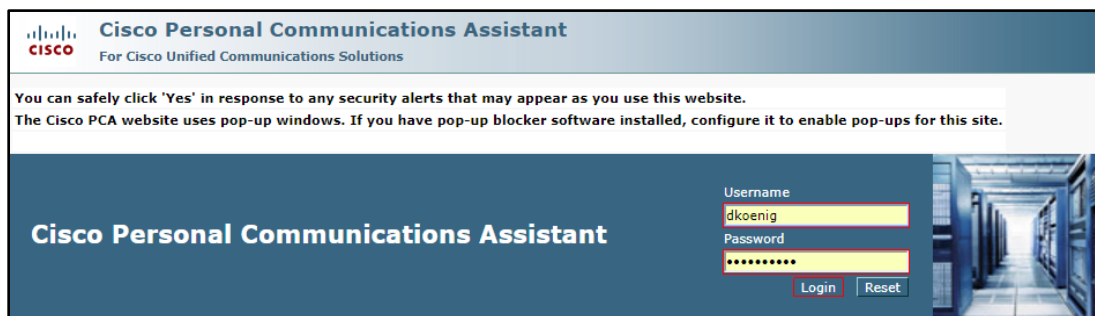 CISCO
Cisco Personal Communications Assistant
For Cisco Unified Communications Solutions
You can safely click 'Yes' in response to any security alerts that may appear as you use this website.
The Cisco PCA website uses pop-up windows. If you have pop-up blocker software installed, configure it to enable pop-ups for this site.
Cisco Personal Communications Assistant
Username
dkoenig
Password
••••••••••
Login Reset